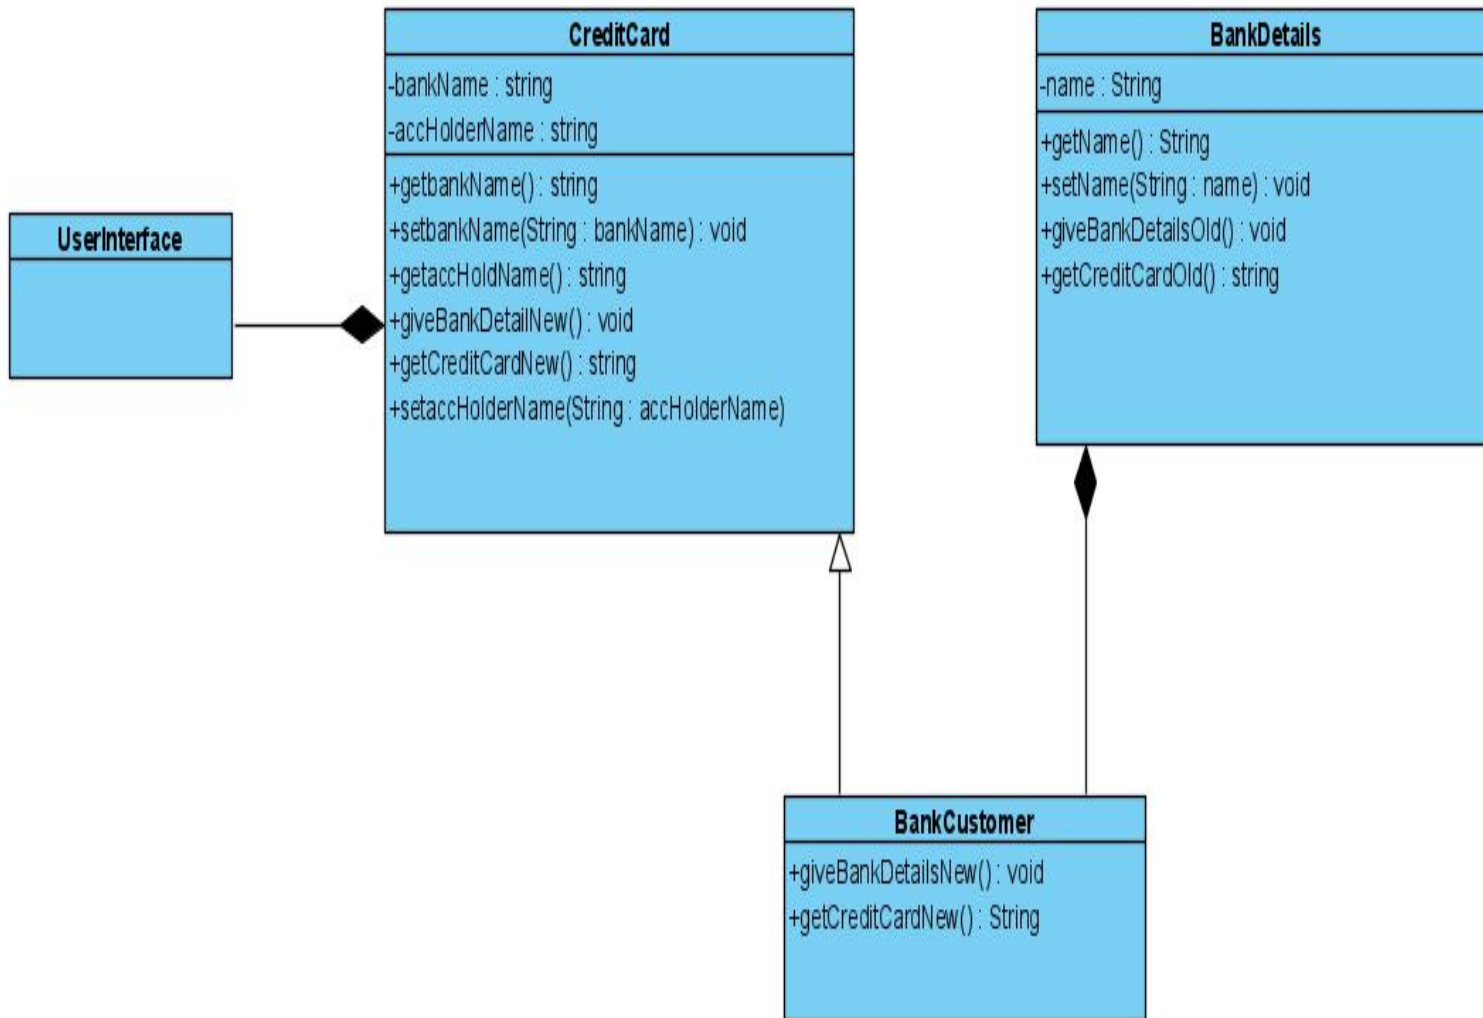 CreditCard
-bankName : string
-accHolderName : string
+getbankName() : string
+setbankName(String : bankName) : void
+getaccHoldName() : string
+giveBankDetailNew() : void
+getCreditCardNew() : string
+setaccHolderName(String : accHolderName)
BankDetails
-name : String
+getName() : String
+setName(String : name) : void
+giveBankDetailsOld() : void
+getCreditCardOld() : string
UserInterface
BankCustomer
+giveBankDetailsNew() : void
+getCreditCardNew() : String